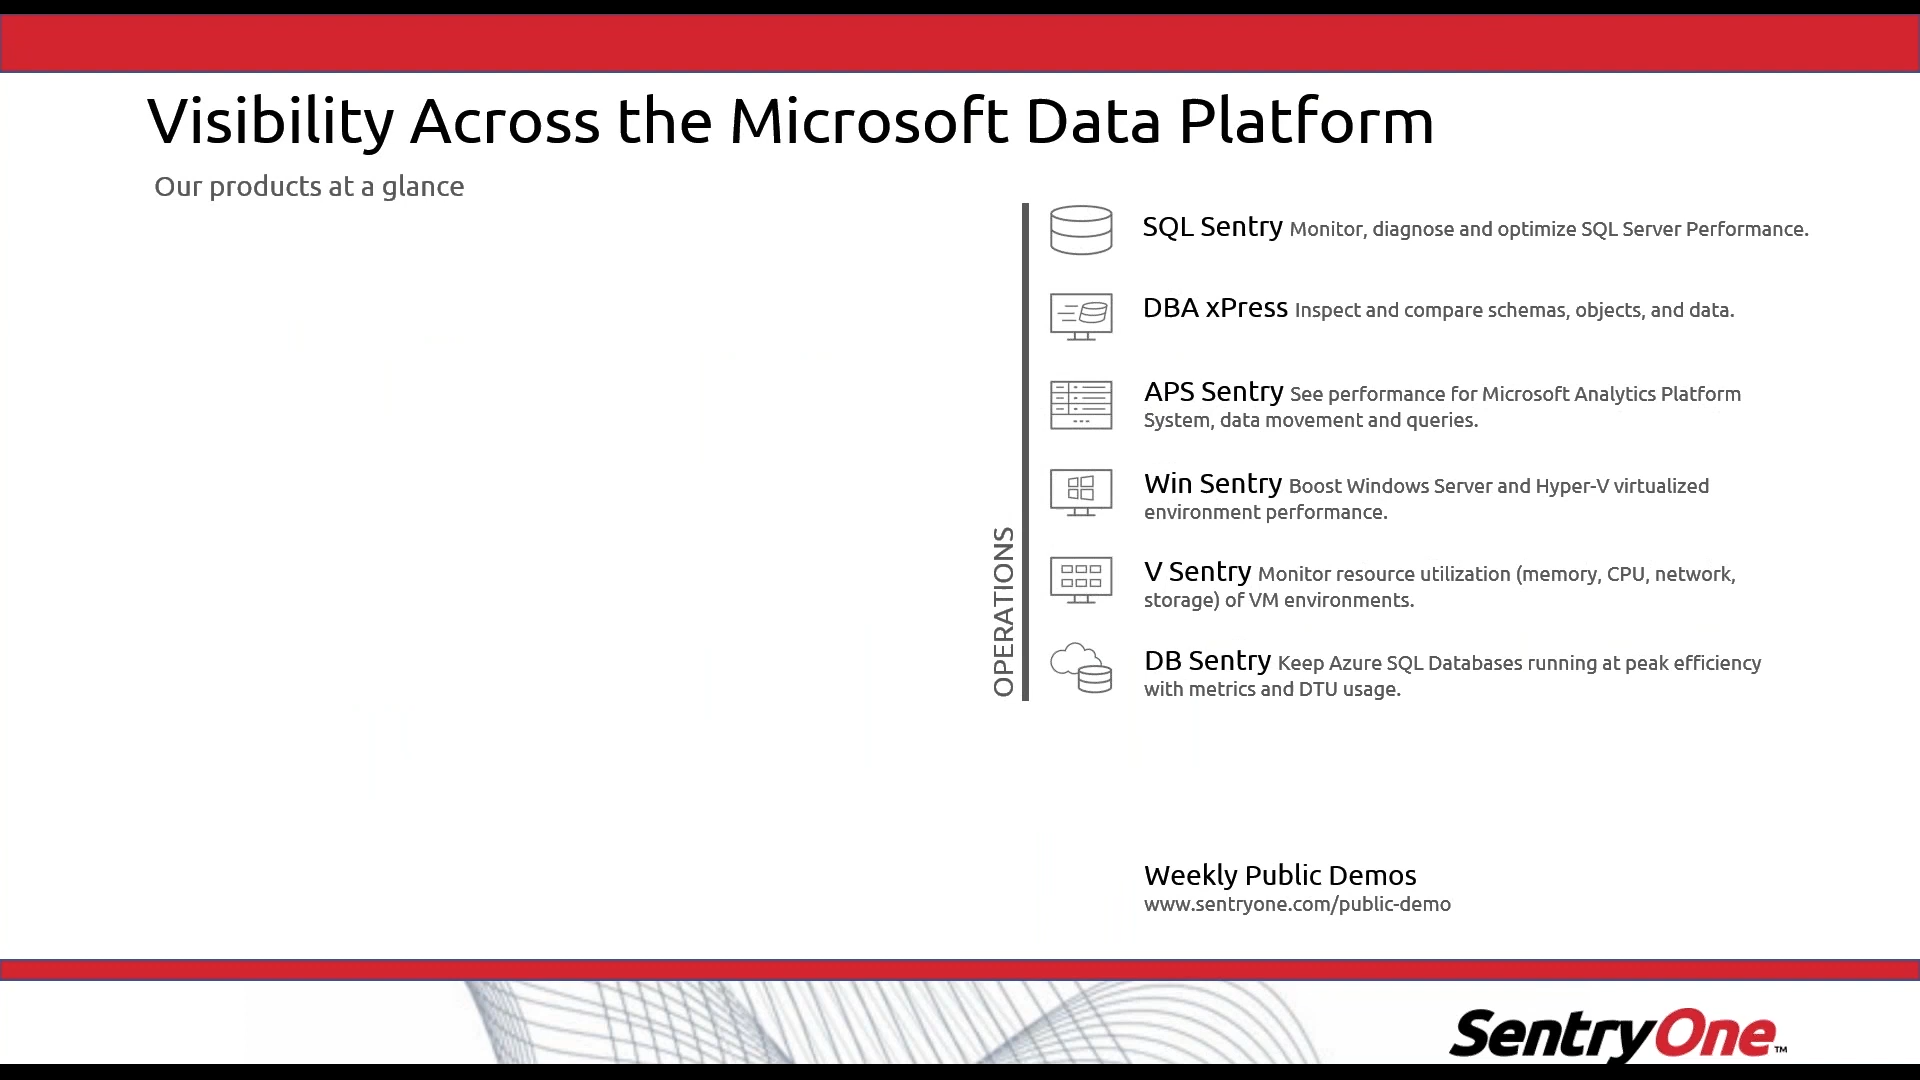 Visibility Across the Microsoft Data Platform
Our products at a glance
OPERATIONS
SQL Sentry Monitor, diagnose and optimize SQL Server Performance.
DBA xPress Inspect and compare schemas, objects, and data.
APS Sentry See performance for Microsoft Analytics Platform
System, data movement and queries.
Win Sentry Boost Windows Server and Hyper-V virtualized
environment performance.
V Sentry Monitor resource utilization (memory, CPU, network,
storage) of VM environments.
DB Sentry Keep Azure SQL Databases running at peak efficiency
with metrics and DTU usage.
Weekly Public Demos
www.sentryone.com/public-demo
SentryOne™